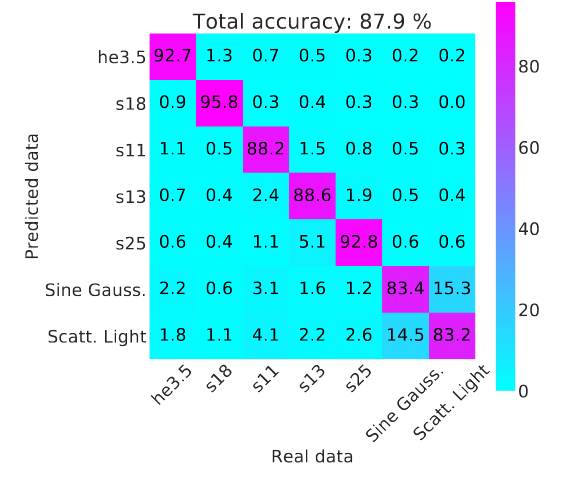 Total accuracy: 87.9 %
Predicted data
he3.5 92.7 1.3 0.7 0.5 0.3 0.2 0.2
s18 0.9 95.8 0.3 0.4 0.3 0.3 0.0
s11 1.1 0.5 88.2 1.5 0.8 0.5 0.3
s13 0.7 0.4 2.4 88.6 1.9 0.5 0.4
s25 0.6 0.4 1.1 5.1 92.8 0.6 0.6
Sine Gauss. 2.2 0.6 3.1 1.6 1.2 83.4 15.3
Scatt. Light 1.8 1.1 4.1 2.2 2.6 14.5 83.2
he3.5 s18 s11 s13 s25 Sine Gauss. Scatt. Light
Real data
80
60
40
20
0